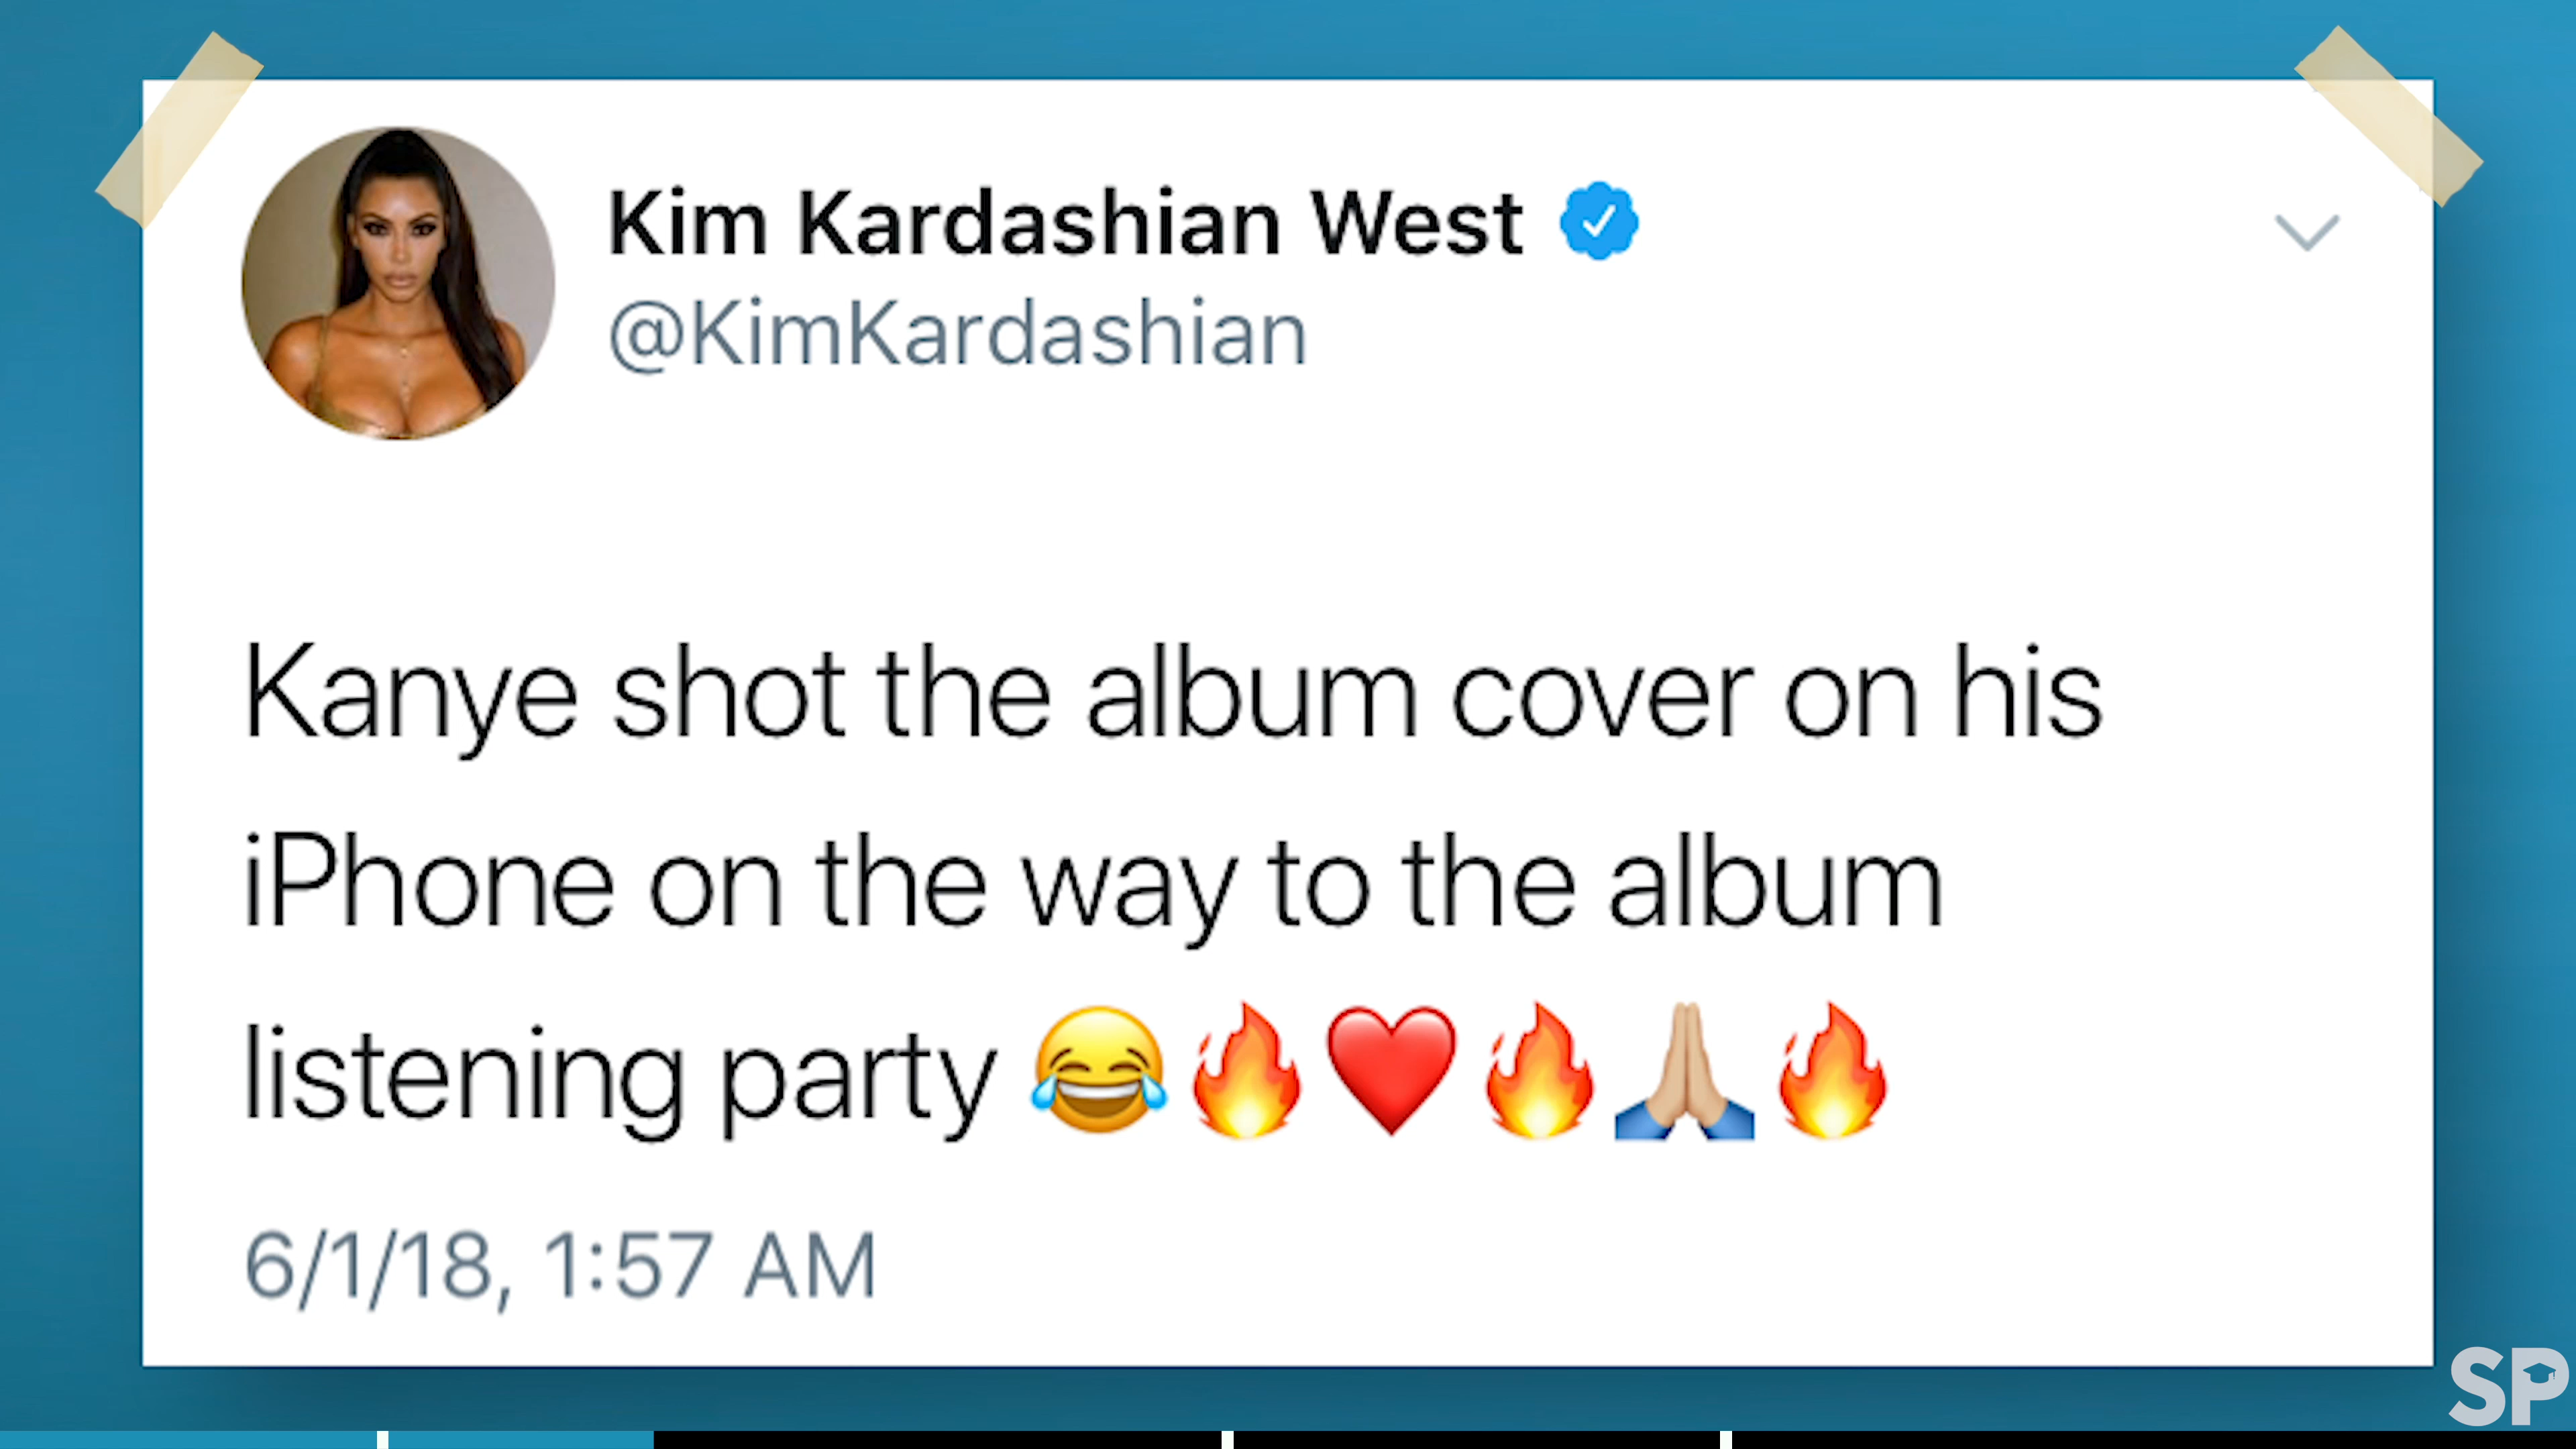 Kim Kardashian West
@KimKardashian
Kanye shot the album cover on his
iPhone on the way to the album
listening party 😂🔥❤️🔥🙏🏼🔥
6/1/18, 1:57 AM
SP